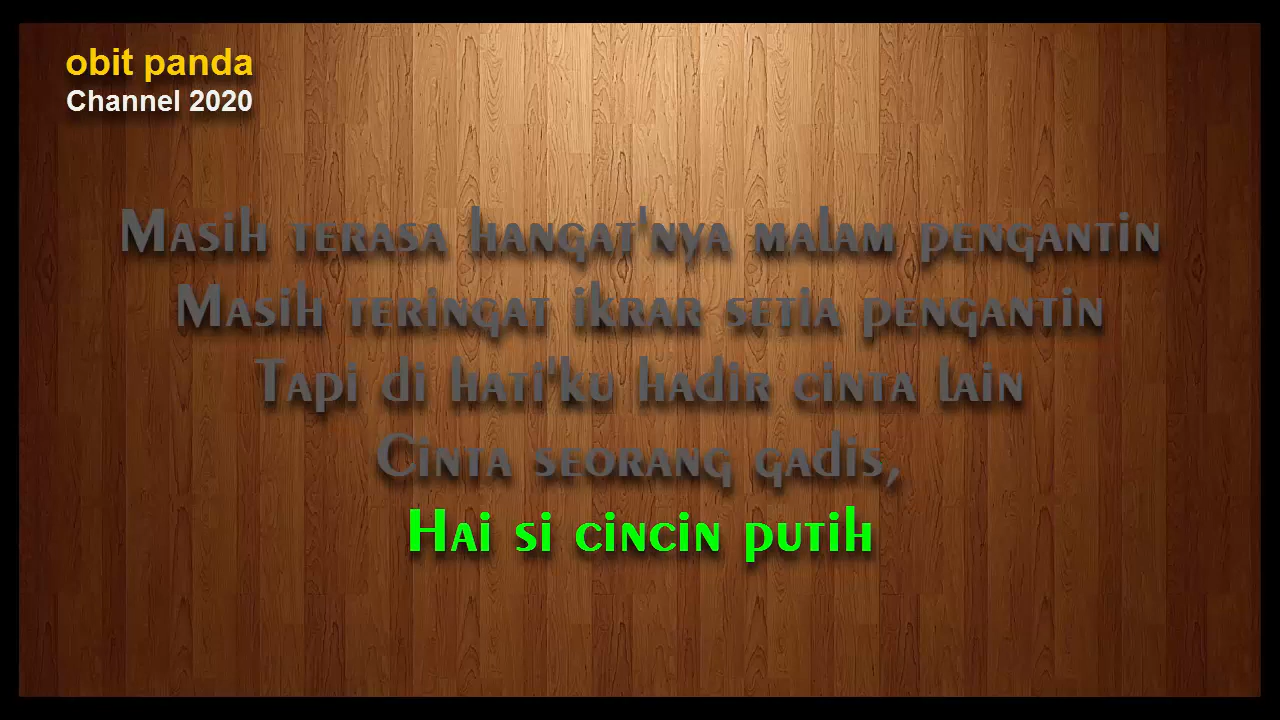 obit panda
Channel 2020
Masih terasa hangat'nya malam pengantin
Masih teringat ikrar setia pengantin
Tapi di hati'ku hadir cinta lain
Cinta seorang gadis,
Hai si cincin putih